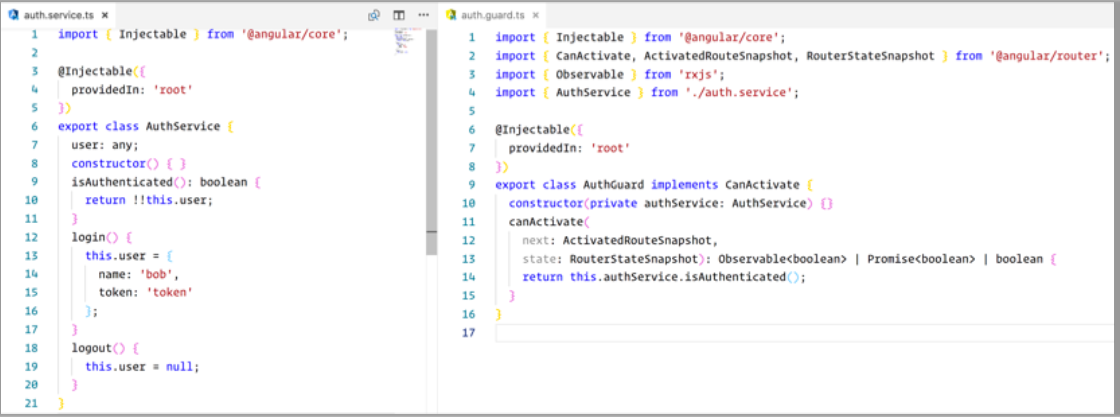 auth.service.ts ×
1 import { Injectable } from '@angular/core';
2
3 @Injectable({
4   providedIn: 'root'
5 })
6 export class AuthService {
7   user: any;
8   constructor() { }
9   isAuthenticated(): boolean {
10     return !!this.user;
11   }
12   login() {
13     this.user = {
14       name: 'bob',
15       token: 'token'
16     };
17   }
18   logout() {
19     this.user = null;
20   }
21 }
auth.guard.ts ×
1 import { Injectable } from '@angular/core';
2 import { CanActivate, ActivatedRouteSnapshot, RouterStateSnapshot } from '@angular/router';
3 import { Observable } from 'rxjs';
4 import { AuthService } from './auth.service';
5
6 @Injectable({
7   providedIn: 'root'
8 })
9 export class AuthGuard implements CanActivate {
10   constructor(private authService: AuthService) {}
11   canActivate(
12     next: ActivatedRouteSnapshot,
13     state: RouterStateSnapshot): Observable<boolean> | Promise<boolean> | boolean {
14     return this.authService.isAuthenticated();
15   }
16 }
17